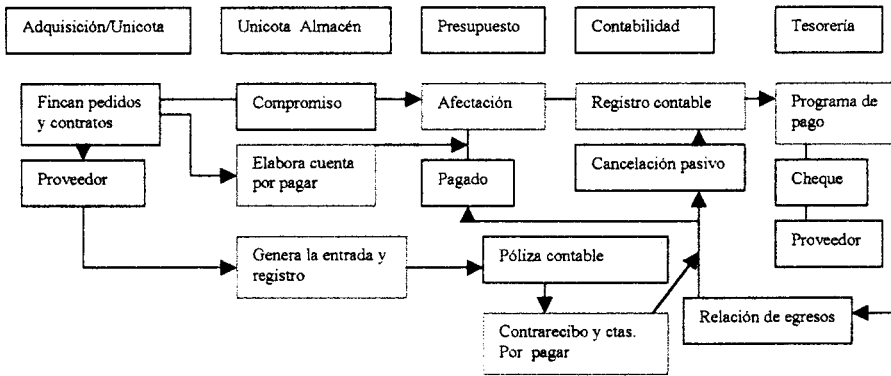 Adquisición/Unicota
Unicota Almacén
Presupuesto
Contabilidad
Tesorería
Fincan pedidos
y contratos
Compromiso
Afectación
Registro contable
Programa de
pago
Elabora cuenta
por pagar
Proveedor
Pagado
Cancelación pasivo
Cheque
Proveedor
Genera la entrada y
registro
Póliza contable
Contrarecibo y ctas.
Por pagar
Relación de egresos